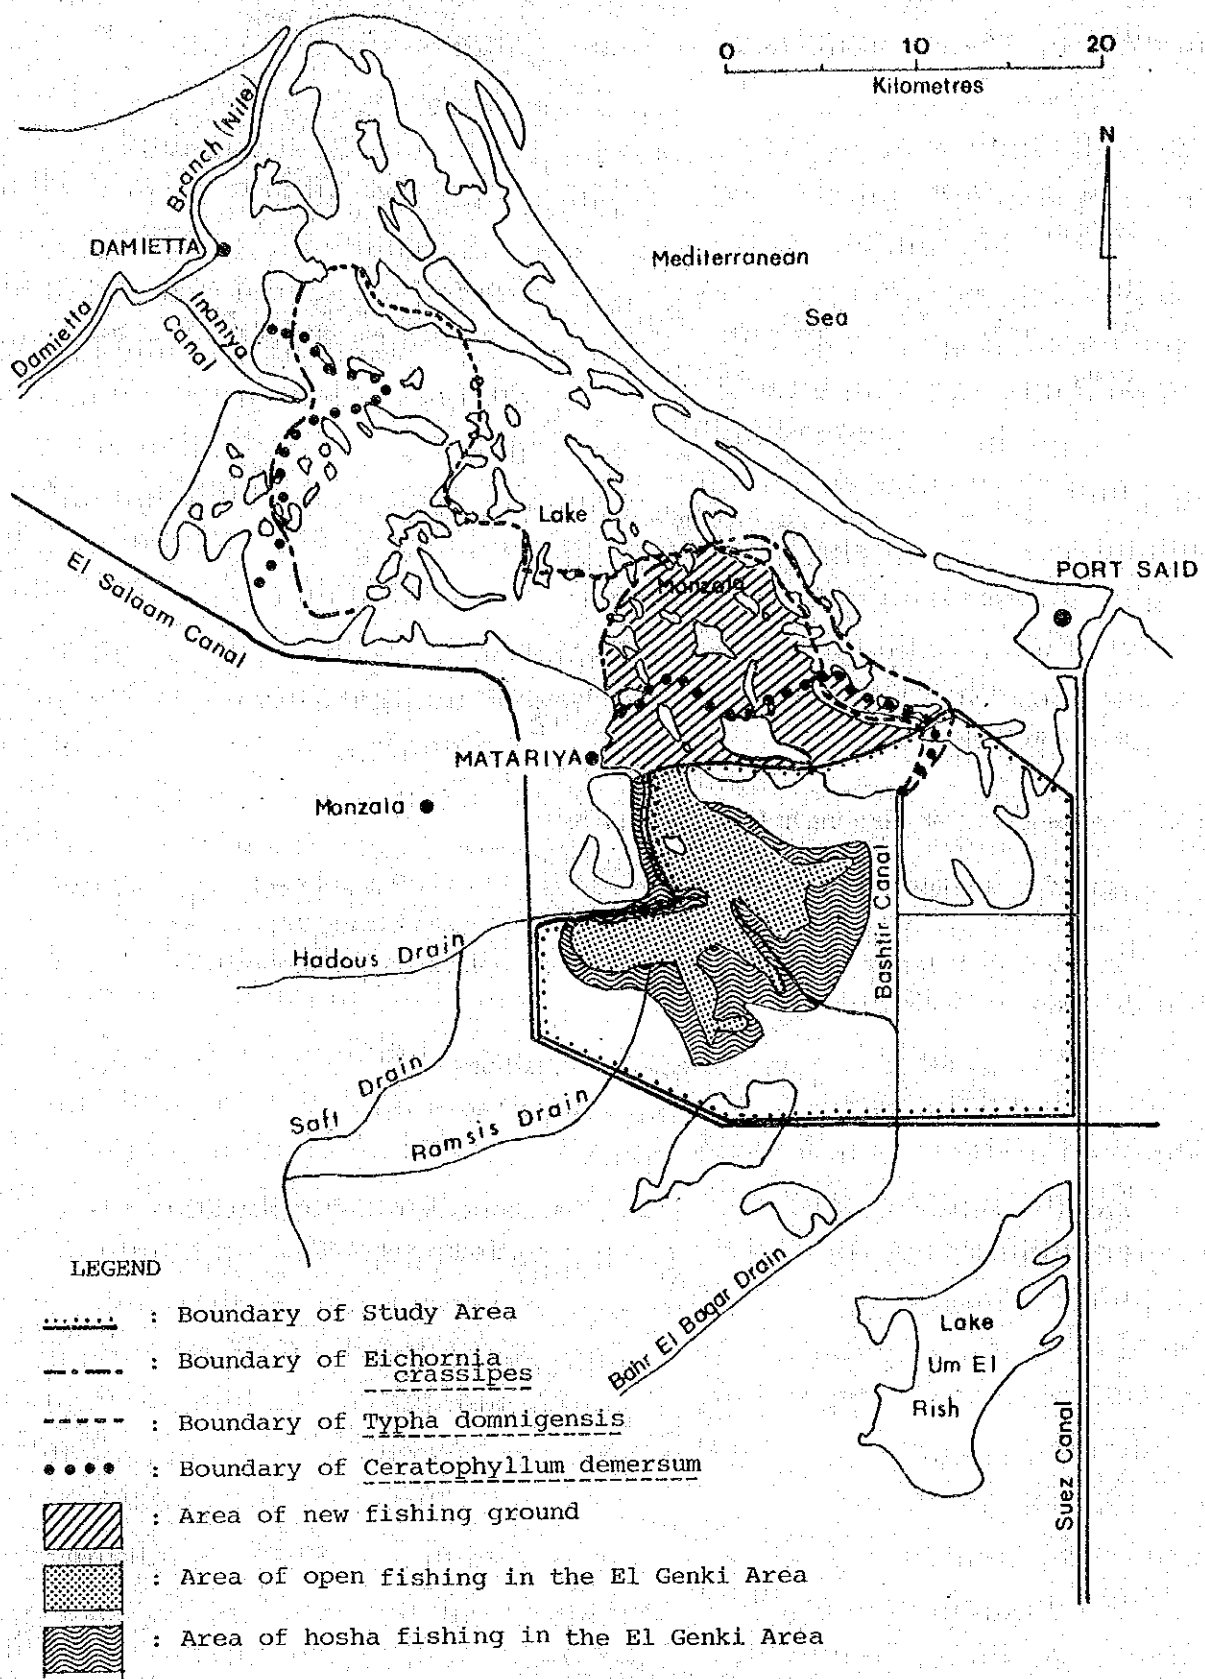 0 10 20
Kilometres
N
Branch (Nile)
DAMIETTA
Mediterranean
Sea
Inaniya
Canal
Damietta
Lake
Monzala
PORT SAID
El Salaam Canal
MATARIYA
Monzala
Bashtir Canal
Hadous Drain
Saft Drain
Ramsis Drain
Bahr El Baqar Drain
Lake
Um El
Rish
Suez Canal
LEGEND
: Boundary of Study Area
: Boundary of Eichornia
crassipes
: Boundary of Typha domnigensis
: Boundary of Ceratophyllum demersum
: Area of new fishing ground
: Area of open fishing in the El Genki Area
: Area of hosha fishing in the El Genki Area